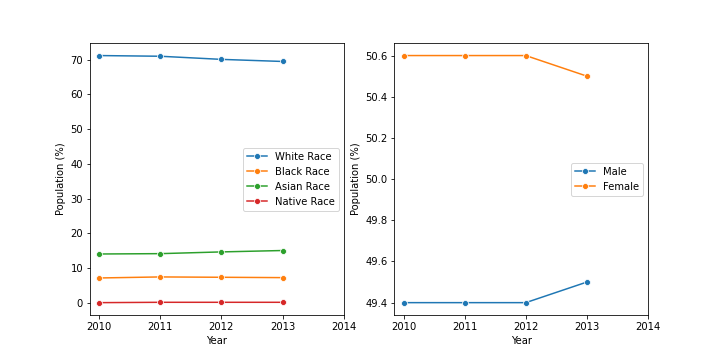 70
60
50
40
30
20
10
0
Population (%)
2010 2011 2012 2013 2014
Year
White Race
Black Race
Asian Race
Native Race
50.6
50.4
50.2
50.0
49.8
49.6
49.4
Population (%)
2010 2011 2012 2013 2014
Year
Male
Female